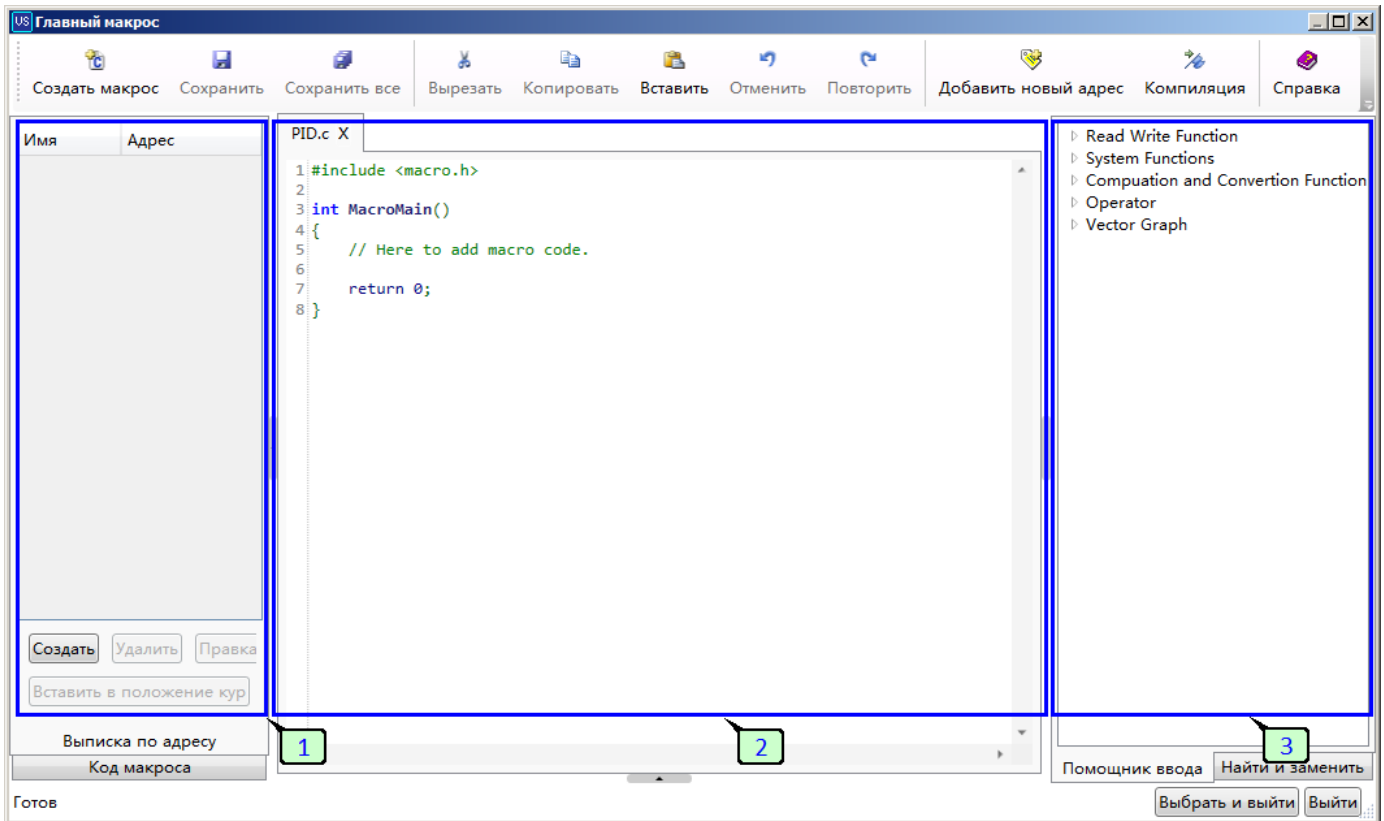 US Главный макрос
Создать макрос Сохранить Сохранить все Вырезать Копировать Вставить Отменить Повторить Добавить новый адрес Компиляция Справка
Имя Адрес
PID.c X
1 #include <macro.h>
2
3 int MacroMain()
4 {
5 // Here to add macro code.
6
7 return 0;
8 }
Read Write Function
System Functions
Compuation and Convertion Function
Operator
Vector Graph
Создать Удалить Правка
Вставить в положение кур
1 2 3
Выписка по адресу
Код макроса
Помощник ввода Найти и заменить
Готов
Выбрать и выйти Выйти